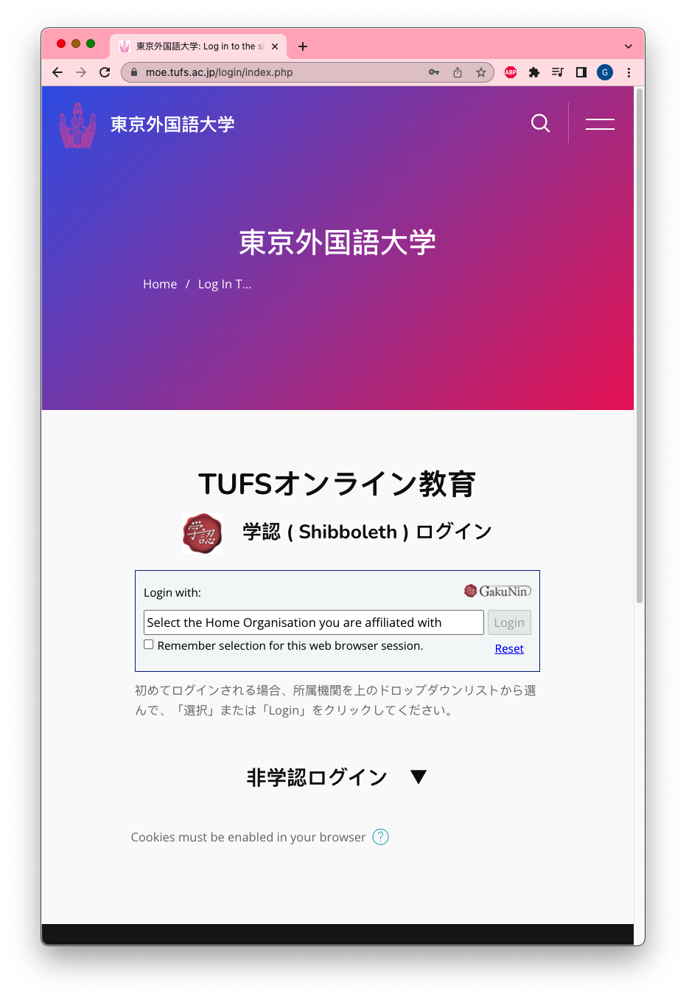 東京外国語大学: Log in to the si
moe.tufs.ac.jp/login/index.php
ABP
G
東京外国語大学
東京外国語大学
Home / Log In T...
TUFSオンライン教育
学認
学認 ( Shibboleth ) ログイン
Login with:
GakuNin
Select the Home Organisation you are affiliated with
Login
Remember selection for this web browser session.
Reset
初めてログインされる場合、所属機関を上のドロップダウンリストから選
んで、「選択」または「Login」をクリックしてください。
非学認ログイン ▼
Cookies must be enabled in your browser ?